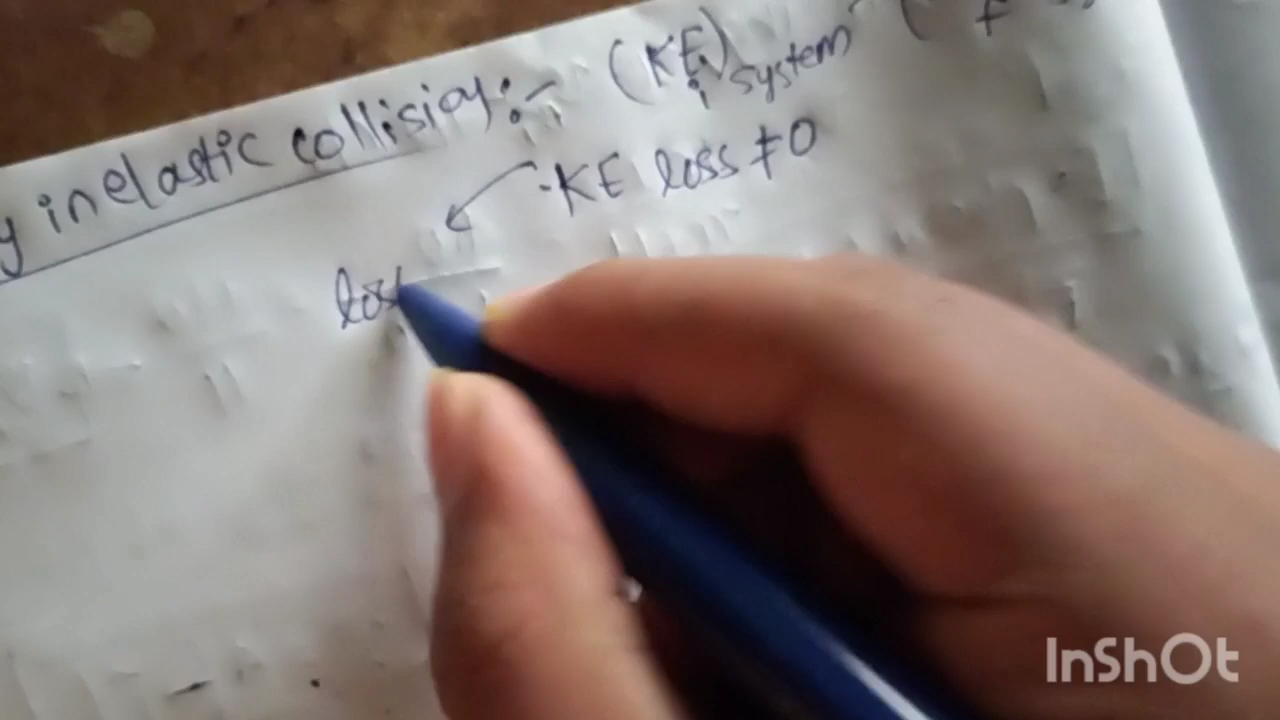 y inelastic collision:- (KE)i system (
KE loss ≠0
los
InShOt